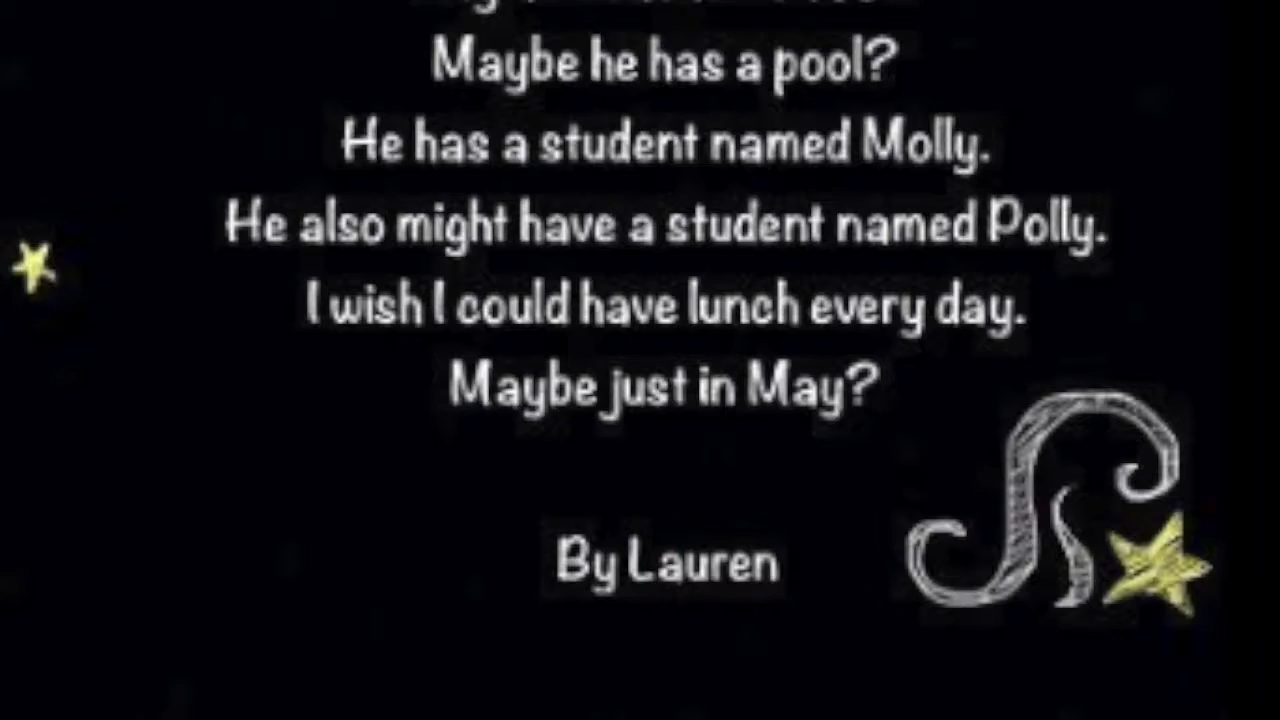 Maybe he has a pool?
He has a student named Molly.
He also might have a student named Polly.
I wish I could have lunch every day.
Maybe just in May?
By Lauren